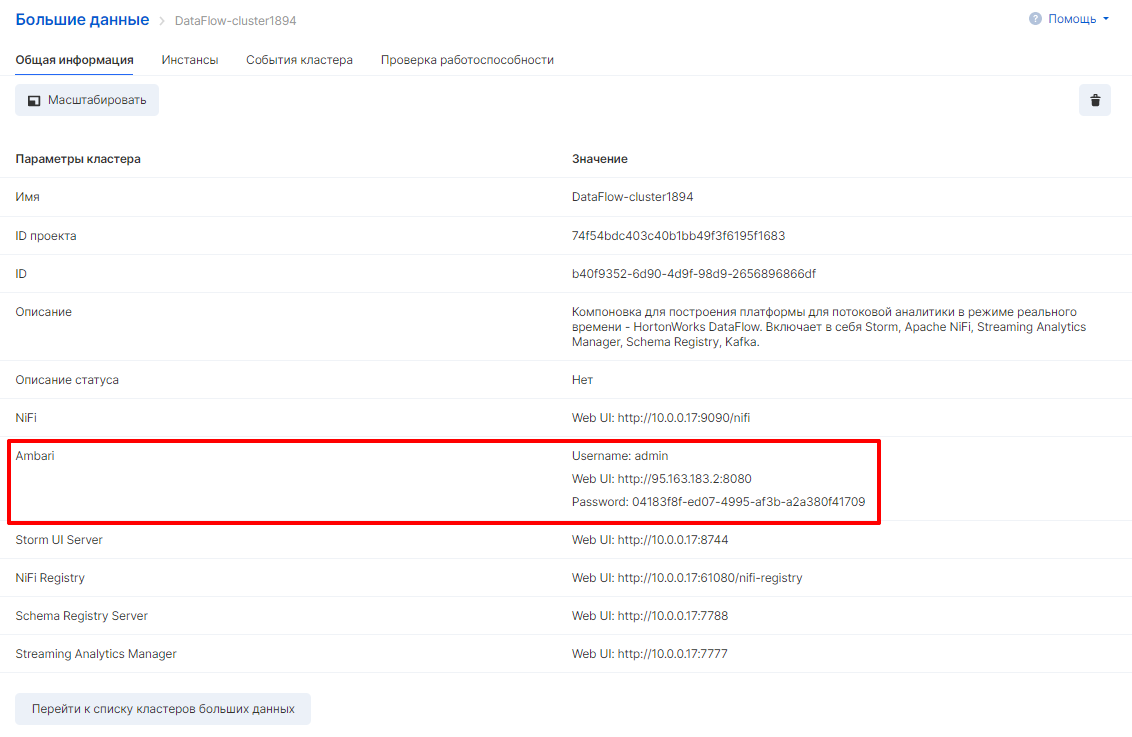 Большие данные DataFlow-cluster1894 Помощь
Общая информация Инстансы События кластера Проверка работоспособности
Масштабировать
Параметры кластера Значение
Имя DataFlow-cluster1894
ID проекта 74f54bdc403c40b1bb49f3f6195f1683
ID b40f9352-6d90-4d9f-98d9-2656896866df
Описание Компоновка для построения платформы для потоковой аналитики в режиме реального
времени - HortonWorks DataFlow. Включает в себя Storm, Apache NiFi, Streaming Analytics
Manager, Schema Registry, Kafka.
Описание статуса Нет
NiFi Web UI: http://10.0.0.17:9090/nifi
Ambari Username: admin
Web UI: http://95.163.183.2:8080
Password: 04183f8f-ed07-4995-af3b-a2a380f41709
Storm UI Server Web UI: http://10.0.0.17:8744
NiFi Registry Web UI: http://10.0.0.17:61080/nifi-registry
Schema Registry Server Web UI: http://10.0.0.17:7788
Streaming Analytics Manager Web UI: http://10.0.0.17:7777
Перейти к списку кластеров больших данных